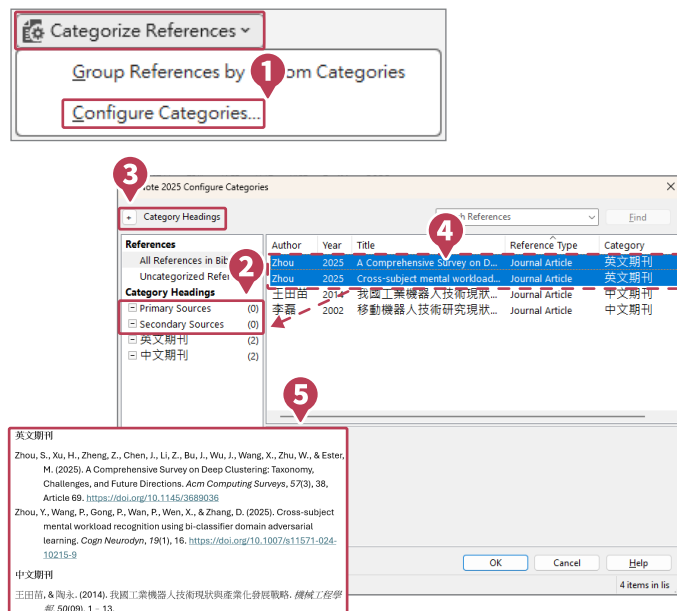 Categorize References
Group References by om Categories
1
Configure Categories...
3
ote 2025 Configure Categories
+ Category Headings
h References
Find
4
References
All References in Bib
Uncategorized Refer
2
Category Headings
Primary Sources (0)
Secondary Sources (0)
英文期刊 (2)
中文期刊 (2)
Author Year Title Reference Type Category
Zhou 2025 A Comprehensive Survey on D... Journal Article 英文期刊
Zhou 2025 Cross-subject mental workload... Journal Article 英文期刊
王田苗 2014 我國工業機器人技術現狀... Journal Article 中文期刊
李磊 2002 移動機器人技術研究現狀... Journal Article 中文期刊
5
英文期刊
Zhou, S., Xu, H., Zheng, Z., Chen, J., Li, Z., Bu, J., Wu, J., Wang, X., Zhu, W., & Ester,
M. (2025). A Comprehensive Survey on Deep Clustering: Taxonomy,
Challenges, and Future Directions. Acm Computing Surveys, 57(3), 38,
Article 69. https://doi.org/10.1145/3689036
Zhou, Y., Wang, P., Gong, P., Wan, P., Wen, X., & Zhang, D. (2025). Cross-subject
mental workload recognition using bi-classifier domain adversarial
learning. Cogn Neurodyn, 19(1), 16. https://doi.org/10.1007/s11571-024-
10215-9
中文期刊
王田苗, & 陶永. (2014). 我國工業機器人技術現狀與產業化發展戰略. 機械工程學
報, 50(09), 1 - 13.
OK Cancel Help
4 items in lis